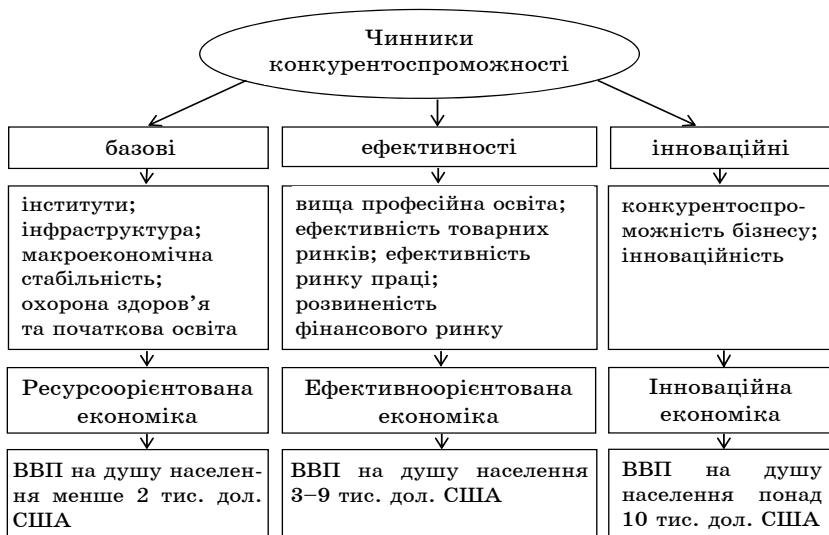 Чинники
конкурентоспроможності
базові
ефективності
інноваційні
інститути;
інфраструктура;
макроекономічна
стабільність;
охорона здоров’я
та початкова освіта
вища професійна освіта;
ефективність товарних
ринків; ефективність
ринку праці;
розвиненість
фінансового ринку
конкурентоспро-
можність бізнесу;
інноваційність
Ресурсоорієнтована
економіка
Ефективноорієнтована
економіка
Інноваційна
економіка
ВВП на душу населен-
ня менше 2 тис. дол.
США
ВВП на душу населення
3–9 тис. дол. США
ВВП на душу
населення понад
10 тис. дол. США